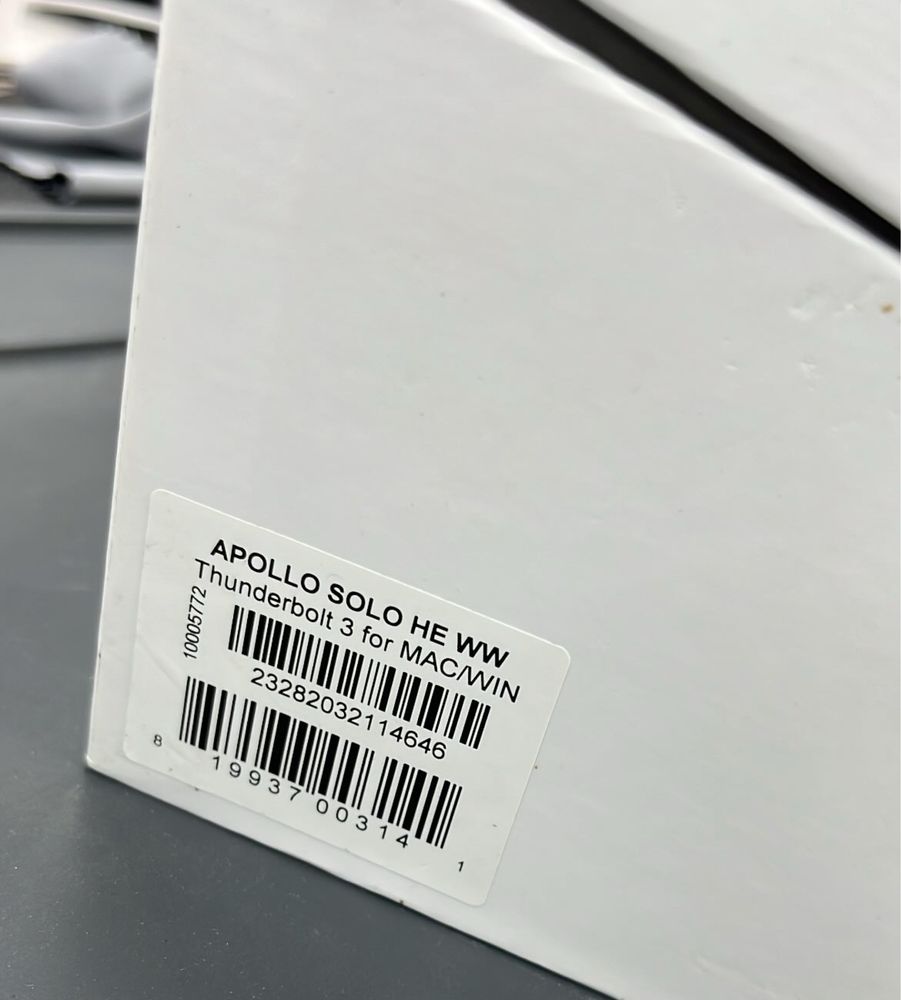 APOLLO SOLO HE WW
Thunderbolt 3 for MAC/WIN
10005772
23282032114646
8 19937 00314 1